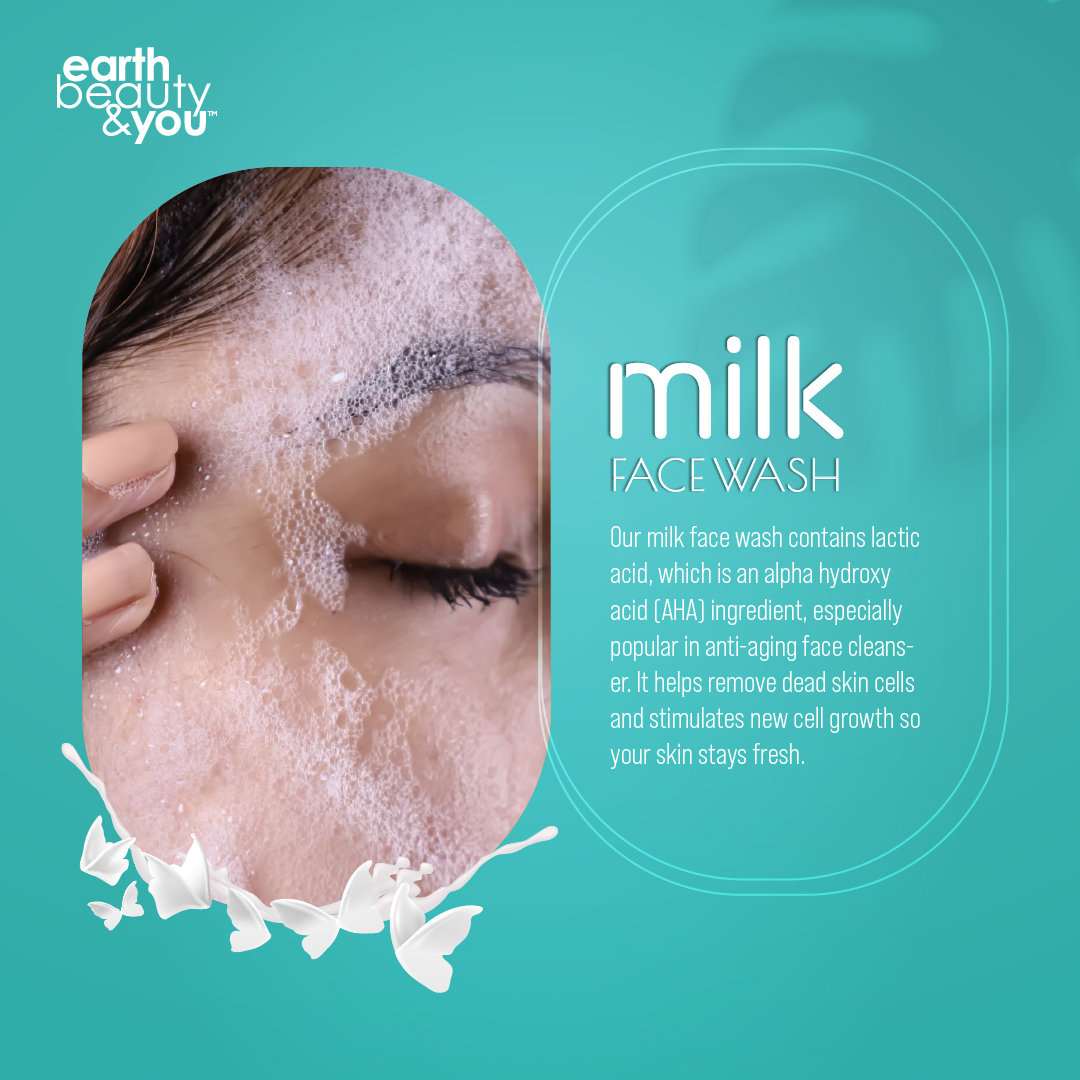 earth
beauty
&you™
milk
FACE WASH
Our milk face wash contains lactic
acid, which is an alpha hydroxy
acid (AHA) ingredient, especially
popular in anti-aging face cleans-
er. It helps remove dead skin cells
and stimulates new cell growth so
your skin stays fresh.